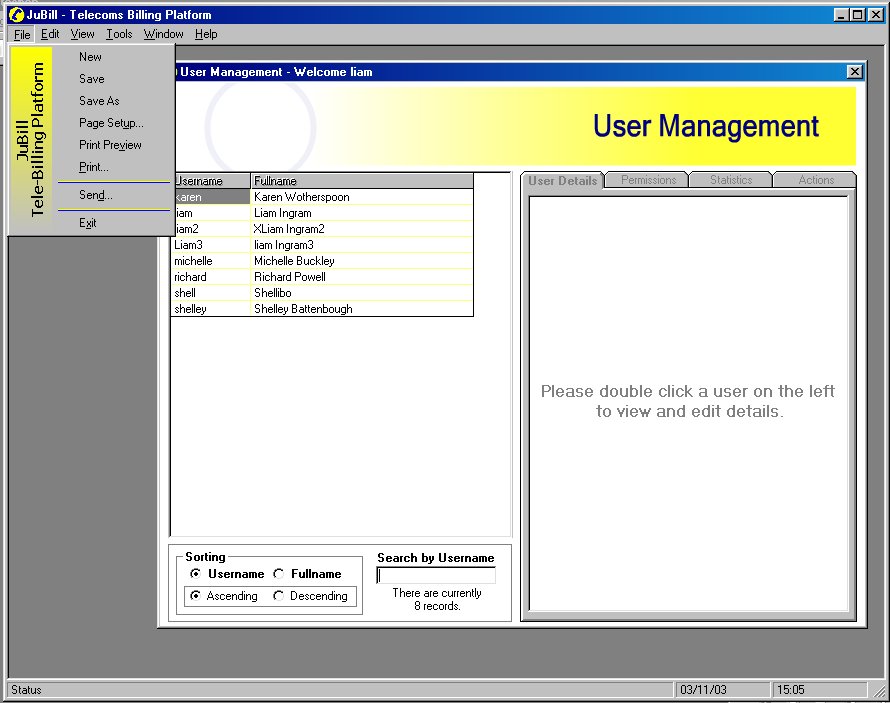 JuBill - Telecoms Billing Platform
File Edit View Tools Window Help
JuBill
Tele-Billing Platform
New
Save
Save As
Page Setup...
Print Preview
Print...
Send...
Exit
User Management - Welcome liam
User Management
Username Fullname
karen Karen Wotherspoon
iam Liam Ingram
iam2 XLiam Ingram2
Liam3 liam Ingram3
michelle Michelle Buckley
richard Richard Powell
shell Shellibo
shelley Shelley Battenbough
User Details Permissions Statistics Actions
Please double click a user on the left
to view and edit details.
Sorting
Username Fullname
Ascending Descending
Search by Username
There are currently
8 records.
Status 03/11/03 15:05